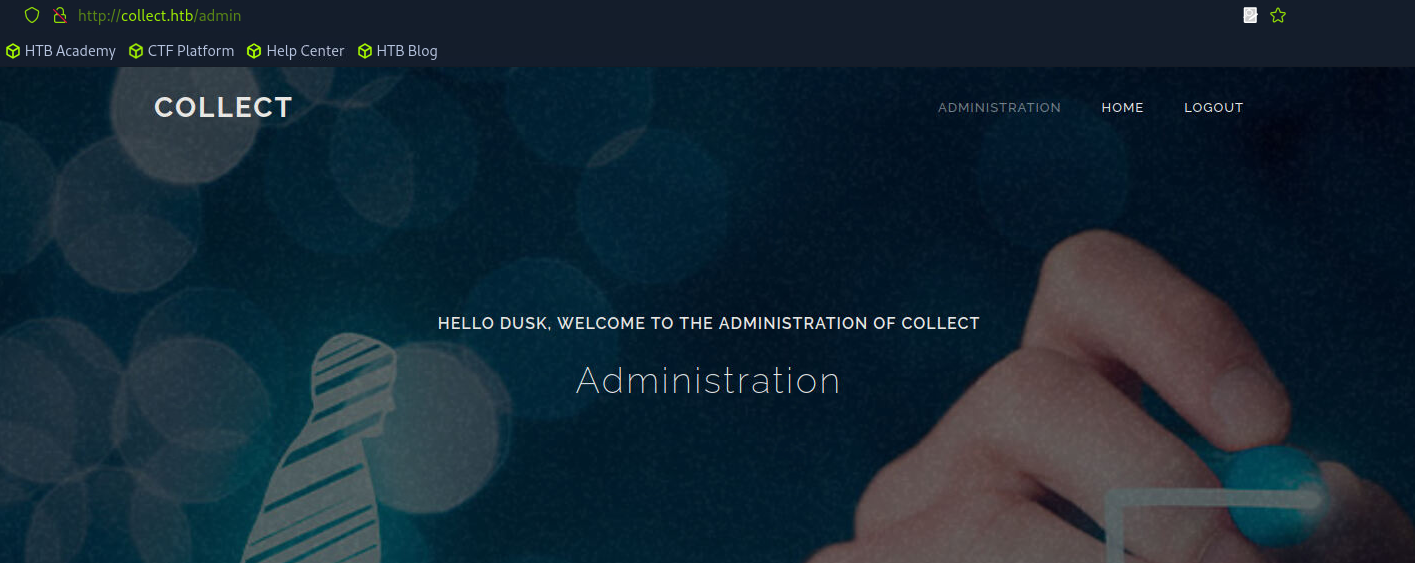 http://collect.htb/admin
HTB Academy CTF Platform Help Center HTB Blog
COLLECT ADMINISTRATION HOME LOGOUT
HELLO DUSK, WELCOME TO THE ADMINISTRATION OF COLLECT
Administration